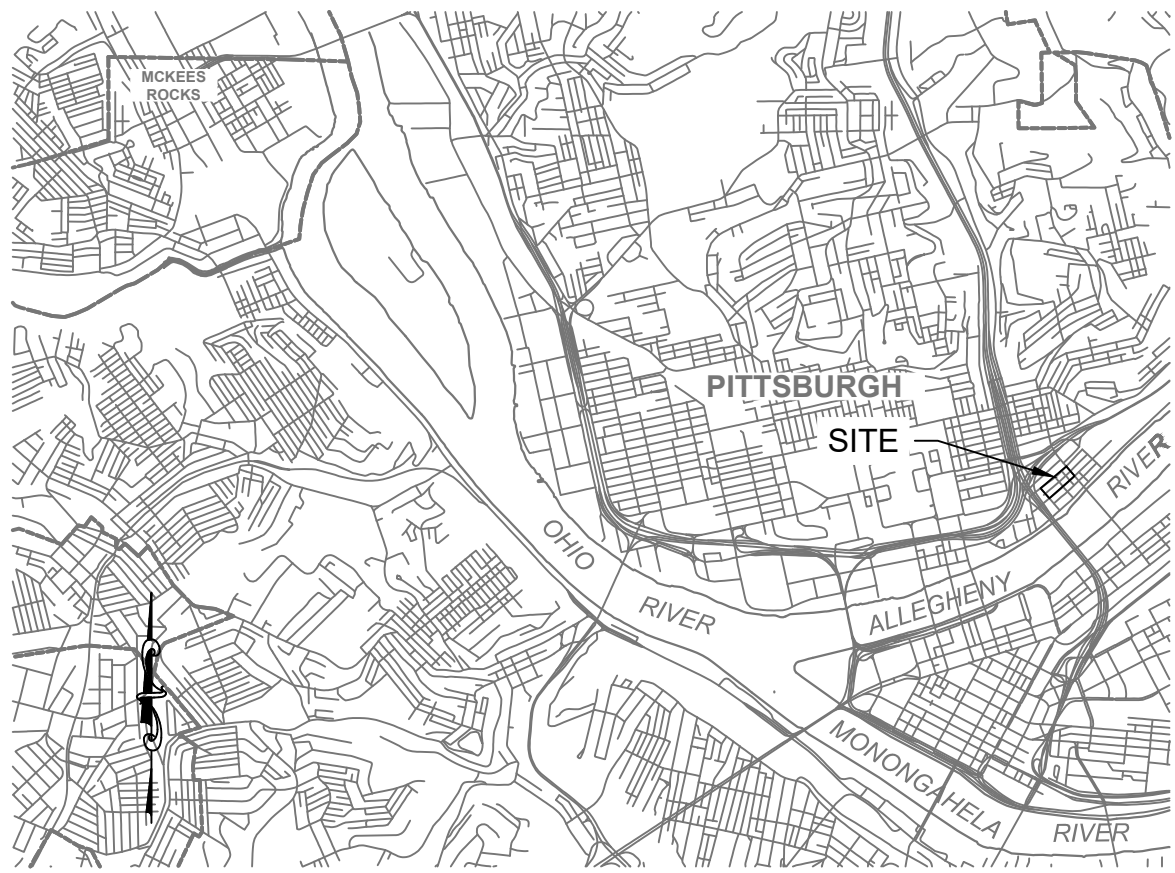 MCKEES
ROCKS
PITTSBURGH
SITE
RIVER
OHIO
RIVER
ALLEGHENY
MONONGAHELA
RIVER